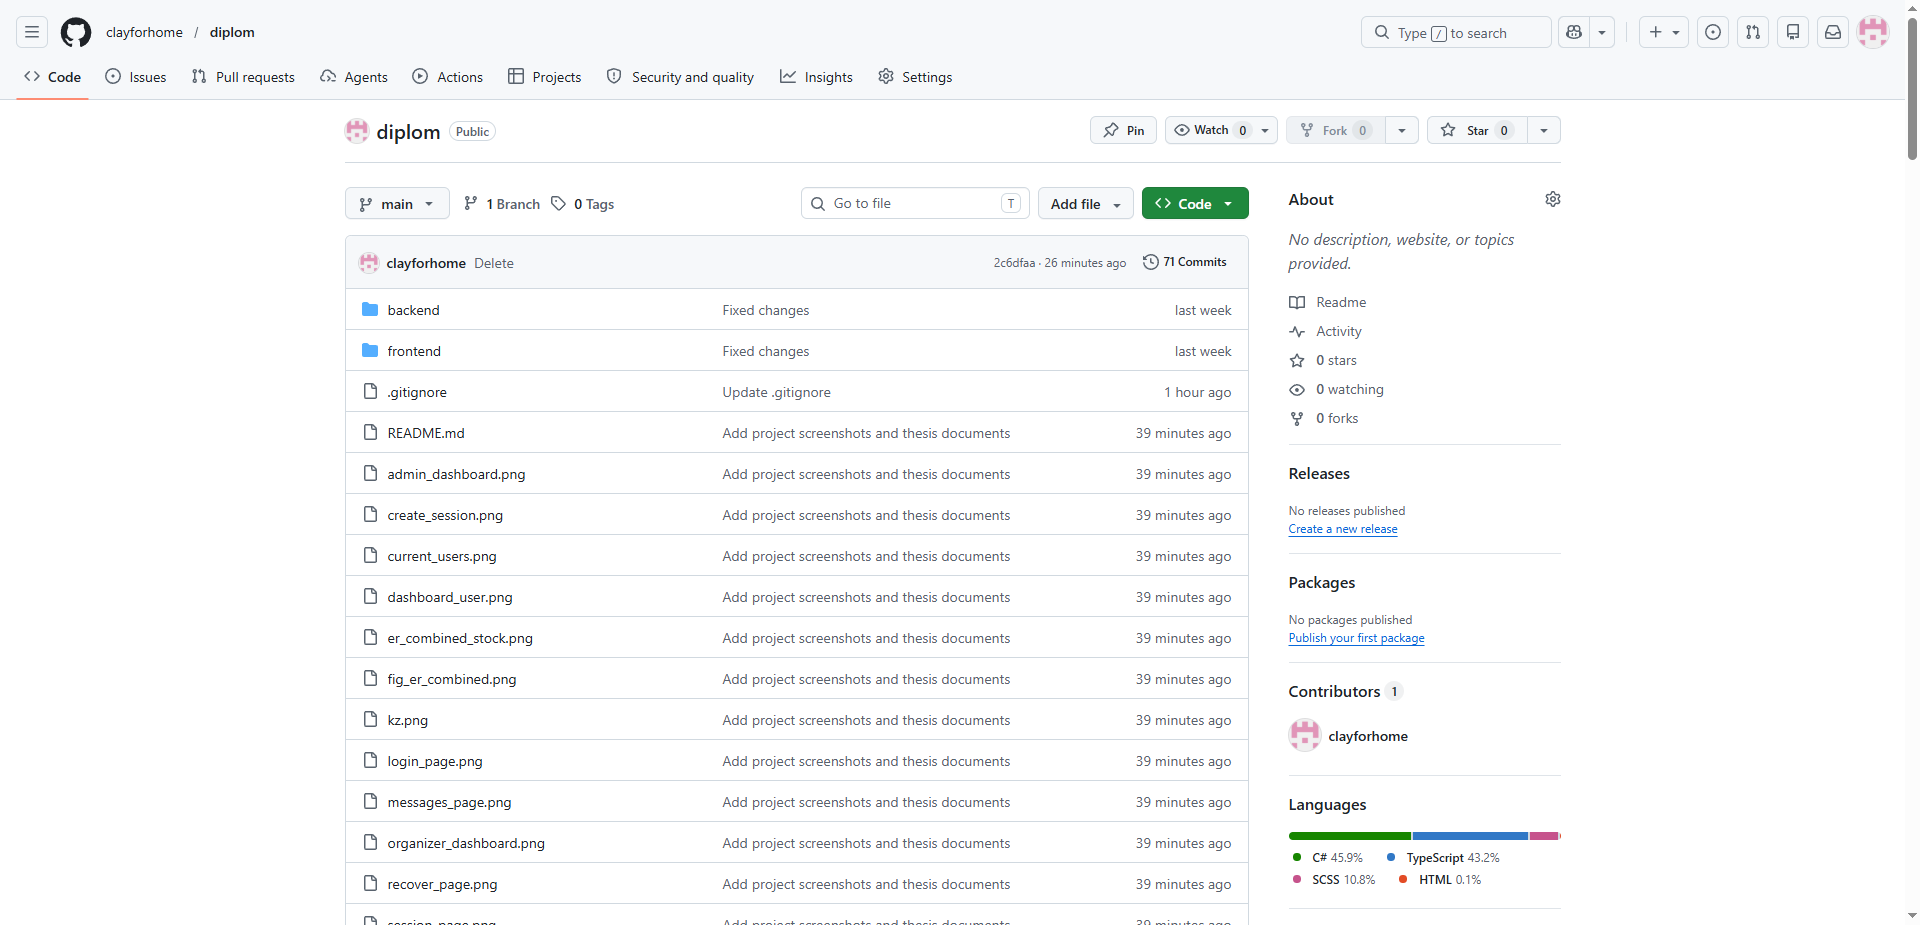 clayforhome / diplom
Type / to search
Code Issues Pull requests Agents Actions Projects Security and quality Insights Settings
diplom Public
Pin Watch 0 Fork 0 Star 0
main 1 Branch 0 Tags Go to file T Add file Code
clayforhome Delete 2c6dfaa · 26 minutes ago 71 Commits
backend Fixed changes last week
frontend Fixed changes last week
.gitignore Update .gitignore 1 hour ago
README.md Add project screenshots and thesis documents 39 minutes ago
admin_dashboard.png Add project screenshots and thesis documents 39 minutes ago
create_session.png Add project screenshots and thesis documents 39 minutes ago
current_users.png Add project screenshots and thesis documents 39 minutes ago
dashboard_user.png Add project screenshots and thesis documents 39 minutes ago
er_combined_stock.png Add project screenshots and thesis documents 39 minutes ago
fig_er_combined.png Add project screenshots and thesis documents 39 minutes ago
kz.png Add project screenshots and thesis documents 39 minutes ago
login_page.png Add project screenshots and thesis documents 39 minutes ago
messages_page.png Add project screenshots and thesis documents 39 minutes ago
organizer_dashboard.png Add project screenshots and thesis documents 39 minutes ago
recover_page.png Add project screenshots and thesis documents 39 minutes ago
session_page.png Add project screenshots and thesis documents 39 minutes ago
About
No description, website, or topics
provided.
Readme
Activity
0 stars
0 watching
0 forks
Releases
No releases published
Create a new release
Packages
No packages published
Publish your first package
Contributors 1
clayforhome
Languages
C# 45.9% TypeScript 43.2%
SCSS 10.8% HTML 0.1%